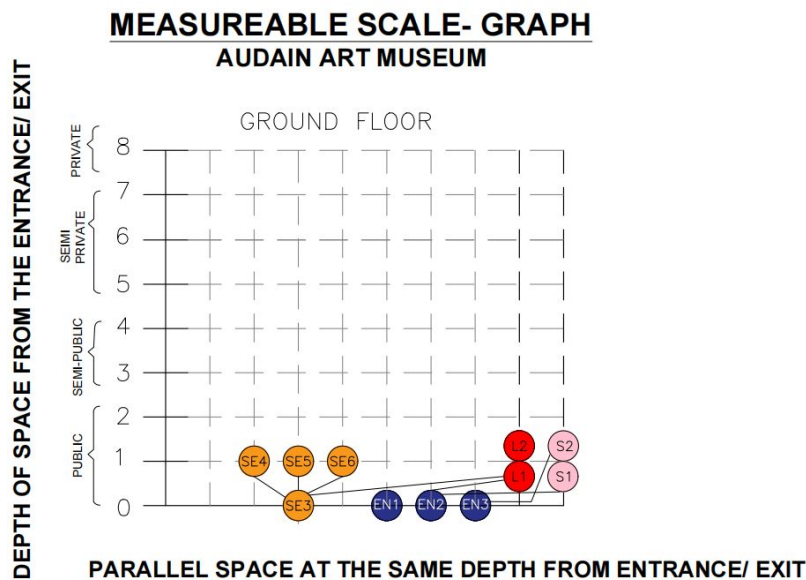 MEASUREABLE SCALE- GRAPH
AUDAIN ART MUSEUM
GROUND FLOOR
DEPTH OF SPACE FROM THE ENTRANCE/ EXIT
PRIVATE
SEIMI
PRIVATE
SEMI-PUBLIC
PUBLIC
8
7
6
5
4
3
2
1
0
SE4 SE5 SE6 L2 S2
L1 S1
SE3 EN1 EN2 EN3
PARALLEL SPACE AT THE SAME DEPTH FROM ENTRANCE/ EXIT